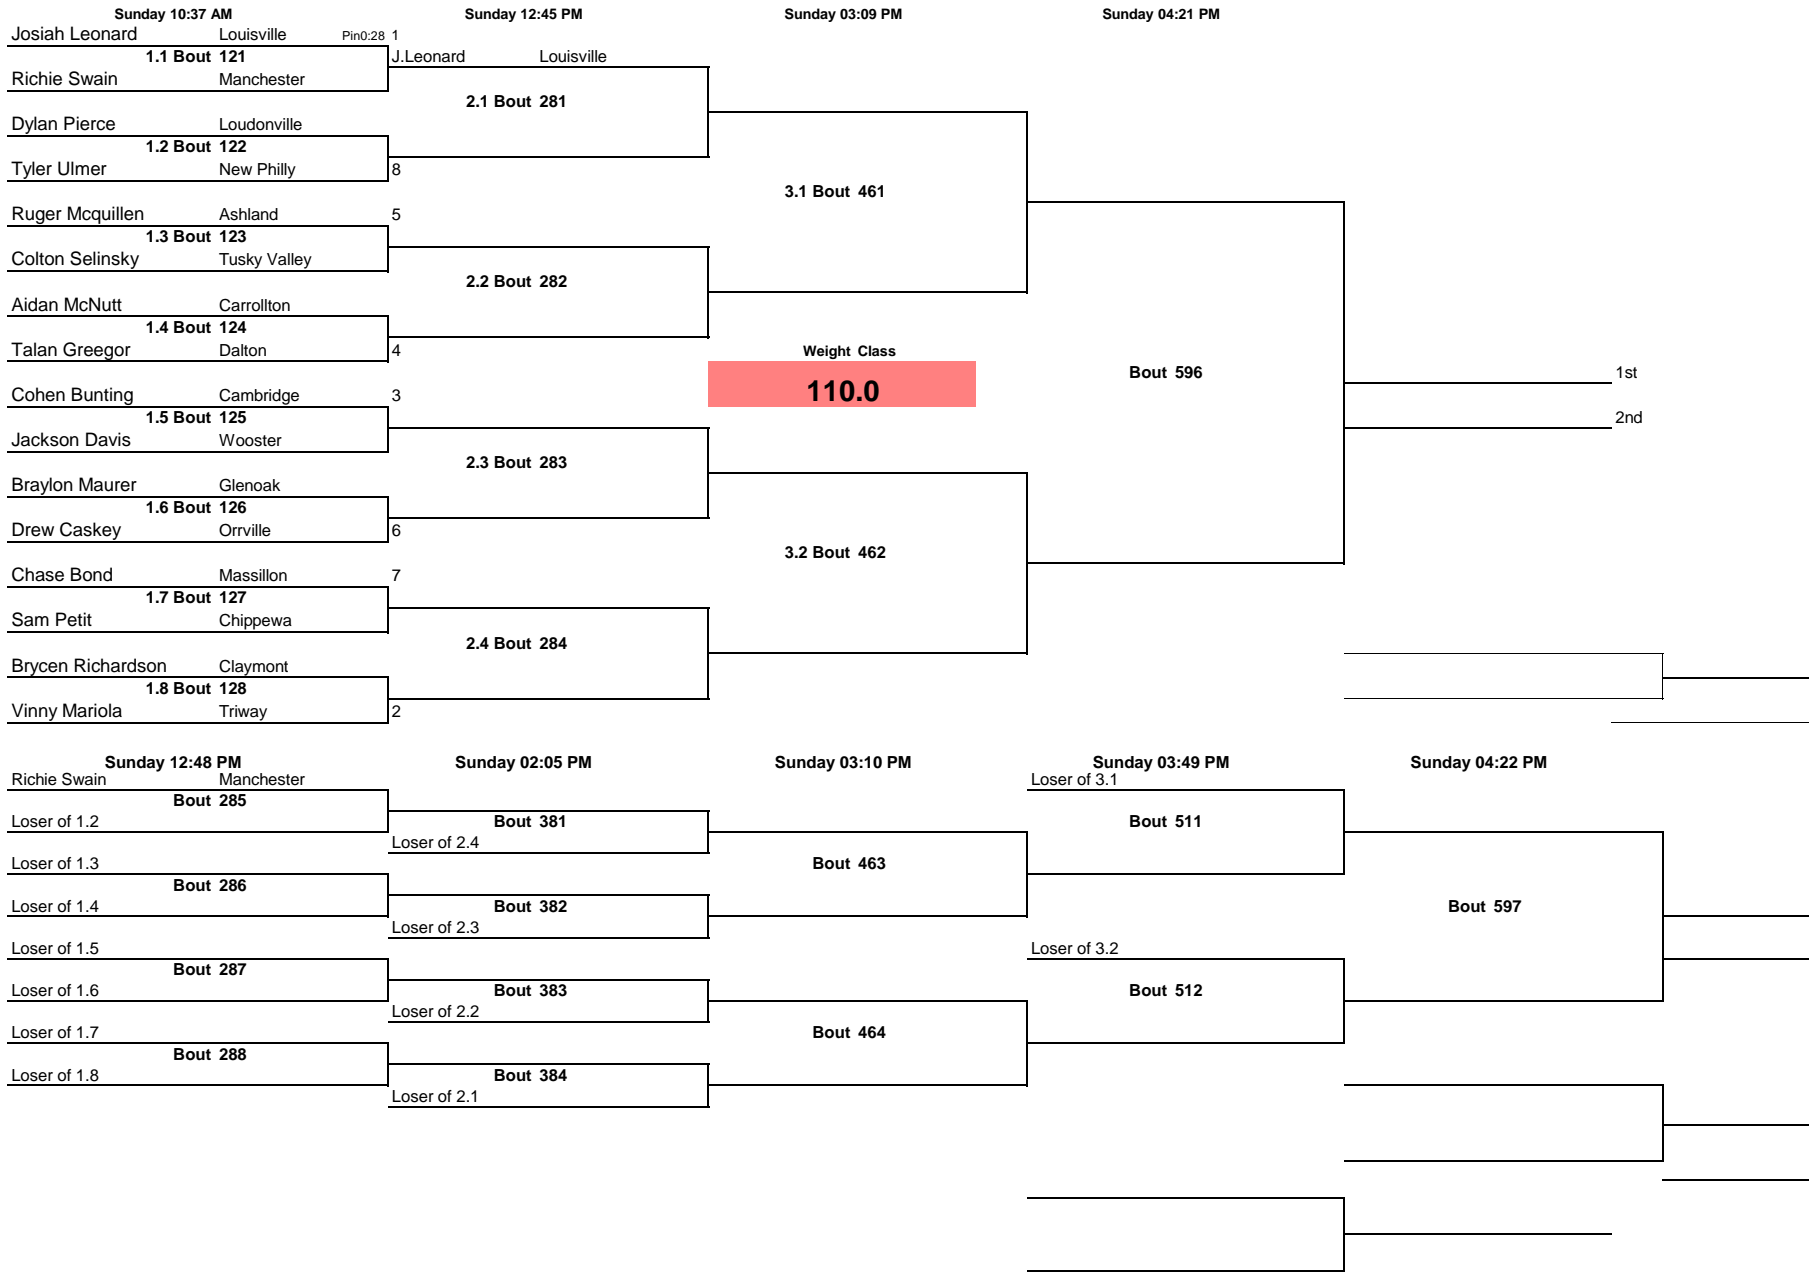 Sunday 10:37 AM Sunday 12:45 PM Sunday 03:09 PM Sunday 04:21 PM
Josiah Leonard Louisville Pin0:28 1
1.1 Bout 121 J.Leonard Louisville
Richie Swain Manchester
2.1 Bout 281
Dylan Pierce Loudonville
1.2 Bout 122
Tyler Ulmer New Philly 8
3.1 Bout 461
Ruger Mcquillen Ashland 5
1.3 Bout 123
Colton Selinsky Tusky Valley
2.2 Bout 282
Aidan McNutt Carrollton
1.4 Bout 124
Talan Greegor Dalton 4 Weight Class
Bout 596 1st
Cohen Bunting Cambridge 3 110.0
1.5 Bout 125 2nd
Jackson Davis Wooster
2.3 Bout 283
Braylon Maurer Glenoak
1.6 Bout 126
Drew Caskey Orrville 6
3.2 Bout 462
Chase Bond Massillon 7
1.7 Bout 127
Sam Petit Chippewa
2.4 Bout 284
Brycen Richardson Claymont
1.8 Bout 128
Vinny Mariola Triway 2
Sunday 12:48 PM Sunday 02:05 PM Sunday 03:10 PM Sunday 03:49 PM Sunday 04:22 PM
Richie Swain Manchester Loser of 3.1
Bout 285
Loser of 1.2 Bout 381 Bout 511
Loser of 2.4
Loser of 1.3 Bout 463
Bout 286
Loser of 1.4 Bout 382 Bout 597
Loser of 2.3
Loser of 1.5 Loser of 3.2
Bout 287
Loser of 1.6 Bout 383 Bout 512
Loser of 2.2
Loser of 1.7 Bout 464
Bout 288
Loser of 1.8 Bout 384
Loser of 2.1